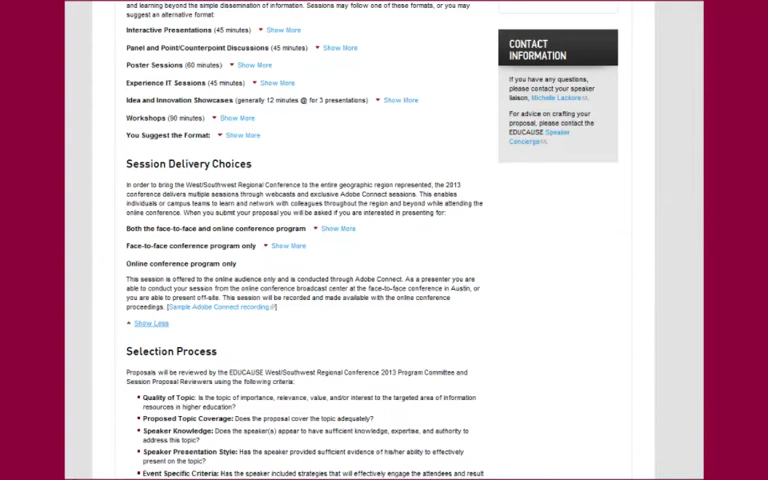 and learning beyond the simple dissemination of information. Sessions may follow one of these formats, or you may
suggest an alternative format:
Interactive Presentations (45 minutes) Show More
Panel and Point/Counterpoint Discussions (45 minutes) Show More
Poster Sessions (60 minutes) Show More
Experience IT Sessions (45 minutes) Show More
Idea and Innovation Showcases (generally 12 minutes @ for 3 presentations) Show More
Workshops (90 minutes) Show More
You Suggest the Format: Show More
Session Delivery Choices
In order to bring the West/Southwest Regional Conference to the entire geographic region represented, the 2013
conference delivers multiple sessions through webcasts and exclusive Adobe Connect sessions. This enables
individuals or campus teams to learn and network with colleagues throughout the region and beyond while attending the
online conference. When you submit your proposal you will be asked if you are interested in presenting for:
Both the face-to-face and online conference program Show More
Face-to-face conference program only Show More
Online conference program only
This session is offered to the online audience only and is conducted through Adobe Connect. As a presenter you are
able to conduct your session from the online conference broadcast center at the face-to-face conference in Austin, or
you are able to present off-site. This session will be recorded and made available with the online conference
proceedings. [Sample Adobe Connect recording]
Show Less
Selection Process
Proposals will be reviewed by the EDUCAUSE West/Southwest Regional Conference 2013 Program Committee and
Session Proposal Reviewers using the following criteria:
Quality of Topic: Is the topic of importance, relevance, value, and/or interest to the targeted area of information
resources in higher education?
Proposed Topic Coverage: Does the proposal cover the topic adequately?
Speaker Knowledge: Does the speaker(s) appear to have sufficient knowledge, expertise, and authority to
address this topic?
Speaker Presentation Style: Has the speaker provided sufficient evidence of his/her ability to effectively
present on the topic?
Event Specific Criteria: Has the speaker included strategies that will effectively engage the attendees and result
CONTACT
INFORMATION
If you have any questions,
please contact your speaker
liaison, Michelle Lackore.
For advice on crafting your
proposal, please contact the
EDUCAUSE Speaker
Concierge.